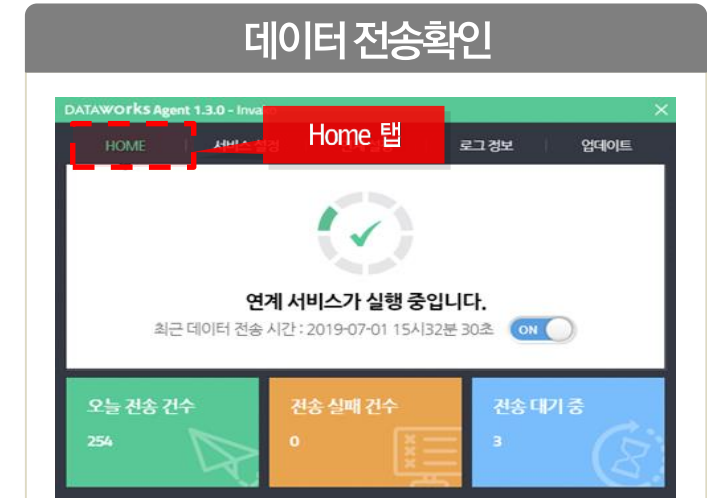 데이터 전송확인
DATAWorks Agent 1.3.0 -
Home 탭
HOME
로그 정보
업데이트
연계 서비스가 실행 중입니다.
최근 데이터 전송 시간 : 2019-07-01 15시32분 30초 ON
오늘 전송 건수
254
전송 실패 건수
0
전송 대기 중
3